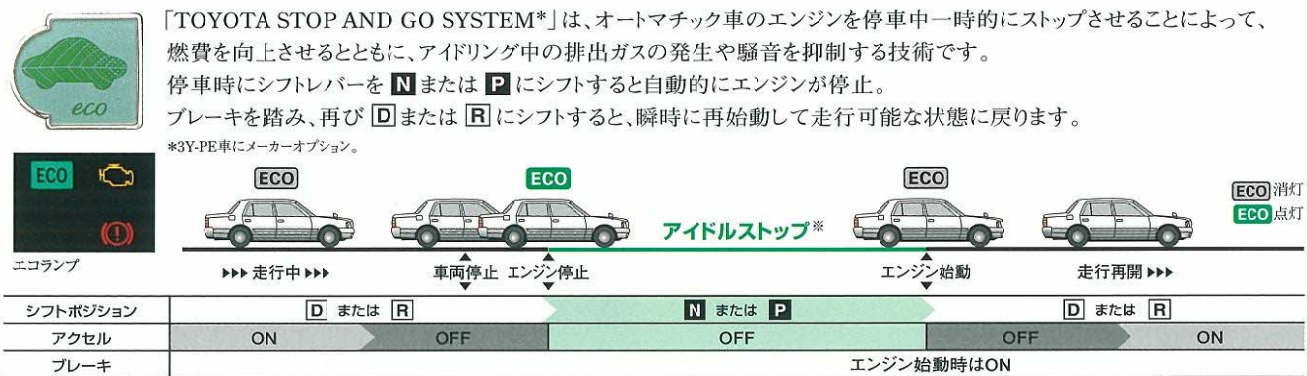 「TOYOTA STOP AND GO SYSTEM*」は、オートマチック車のエンジンを停車中一時的にストップさせることによって、
燃費を向上させるとともに、アイドリング中の排出ガスの発生や騒音を抑制する技術です。
停車時にシフトレバーを N または P にシフトすると自動的にエンジンが停止。
ブレーキを踏み、再び D または R にシフトすると、瞬時に再始動して走行可能な状態に戻ります。
*3Y-PE車にメーカーオプション。
eco
ECO
エコランプ
ECO ECO ECO
ECO 消灯
ECO 点灯
アイドルストップ※
▶▶▶ 走行中 ▶▶▶ 車両停止 エンジン停止 エンジン始動 走行再開 ▶▶▶
シフトポジション D または R N または P D または R
アクセル ON OFF OFF OFF ON
ブレーキ エンジン始動時はON